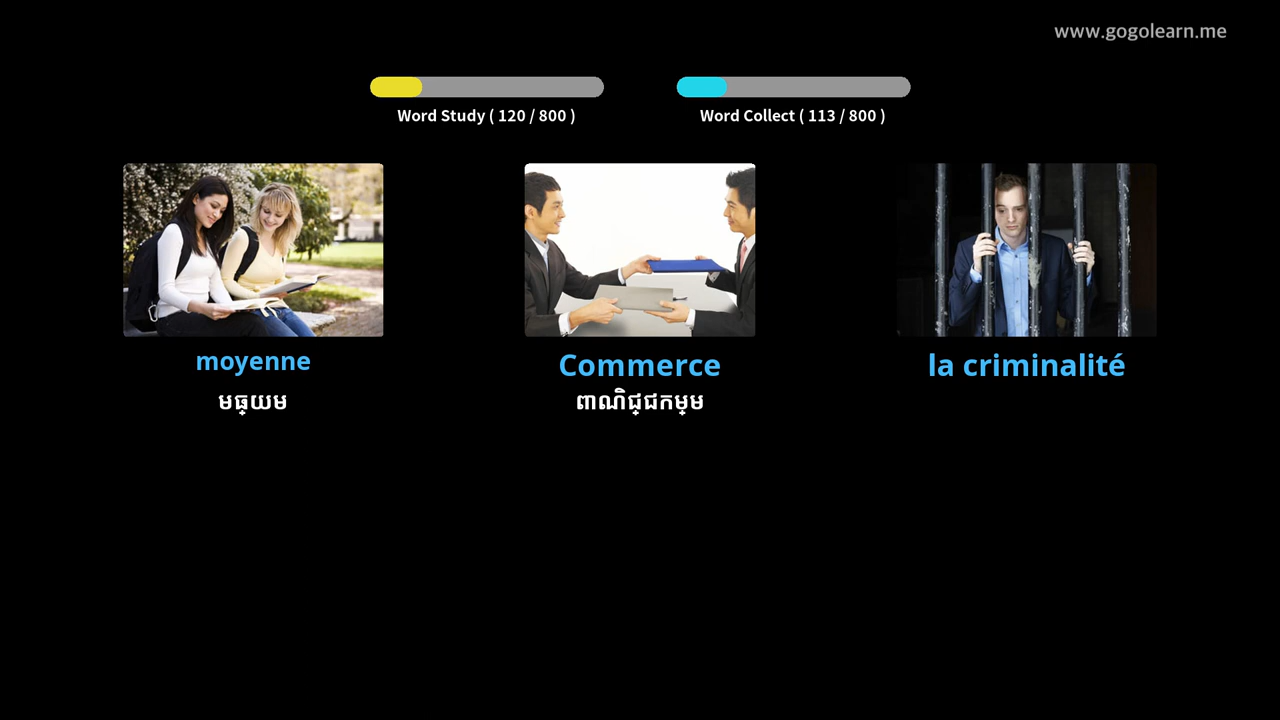 www.gogolearn.me
Word Study ( 120 / 800 )
Word Collect ( 113 / 800 )
moyenne
មធ្យម
Commerce
ពាណិជ្ជកម្ម
la criminalité